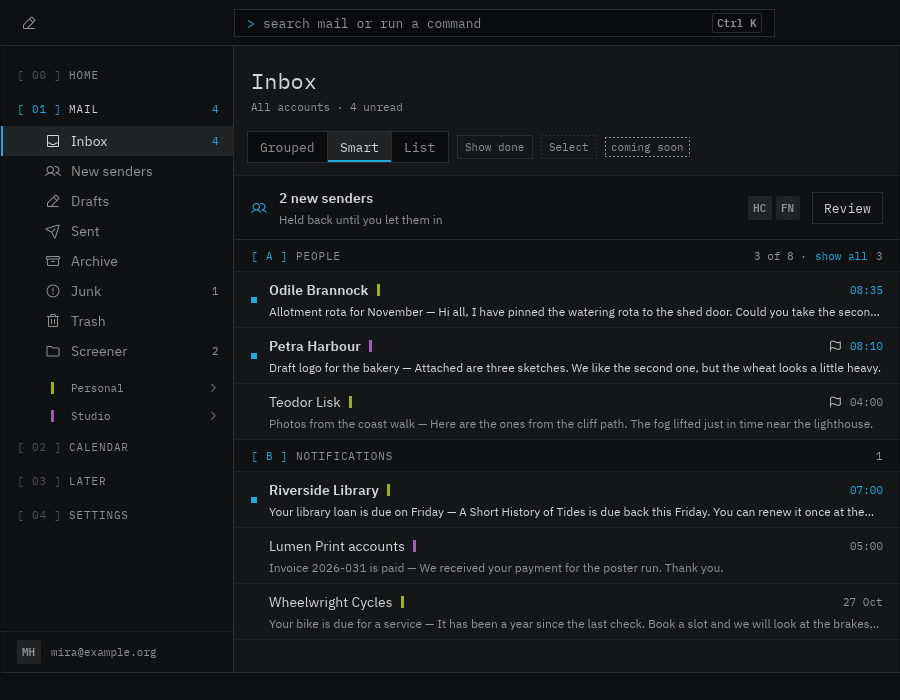 > search mail or run a command Ctrl K
[ 00 ] HOME
[ 01 ] MAIL 4
Inbox 4
New senders
Drafts
Sent
Archive
Junk 1
Trash
Screener 2
Personal
Studio
[ 02 ] CALENDAR
[ 03 ] LATER
[ 04 ] SETTINGS
MH mira@example.org
Inbox
All accounts · 4 unread
Grouped Smart List Show done Select coming soon
2 new senders
Held back until you let them in
HC FN Review
[ A ] PEOPLE 3 of 8 · show all 3
Odile Brannock 08:35
Allotment rota for November — Hi all, I have pinned the watering rota to the shed door. Could you take the secon…
Petra Harbour 08:10
Draft logo for the bakery — Attached are three sketches. We like the second one, but the wheat looks a little heavy.
Teodor Lisk 04:00
Photos from the coast walk — Here are the ones from the cliff path. The fog lifted just in time near the lighthouse.
[ B ] NOTIFICATIONS 1
Riverside Library 07:00
Your library loan is due on Friday — A Short History of Tides is due back this Friday. You can renew it once at the…
Lumen Print accounts 05:00
Invoice 2026-031 is paid — We received your payment for the poster run. Thank you.
Wheelwright Cycles 27 Oct
Your bike is due for a service — It has been a year since the last check. Book a slot and we will look at the brakes…